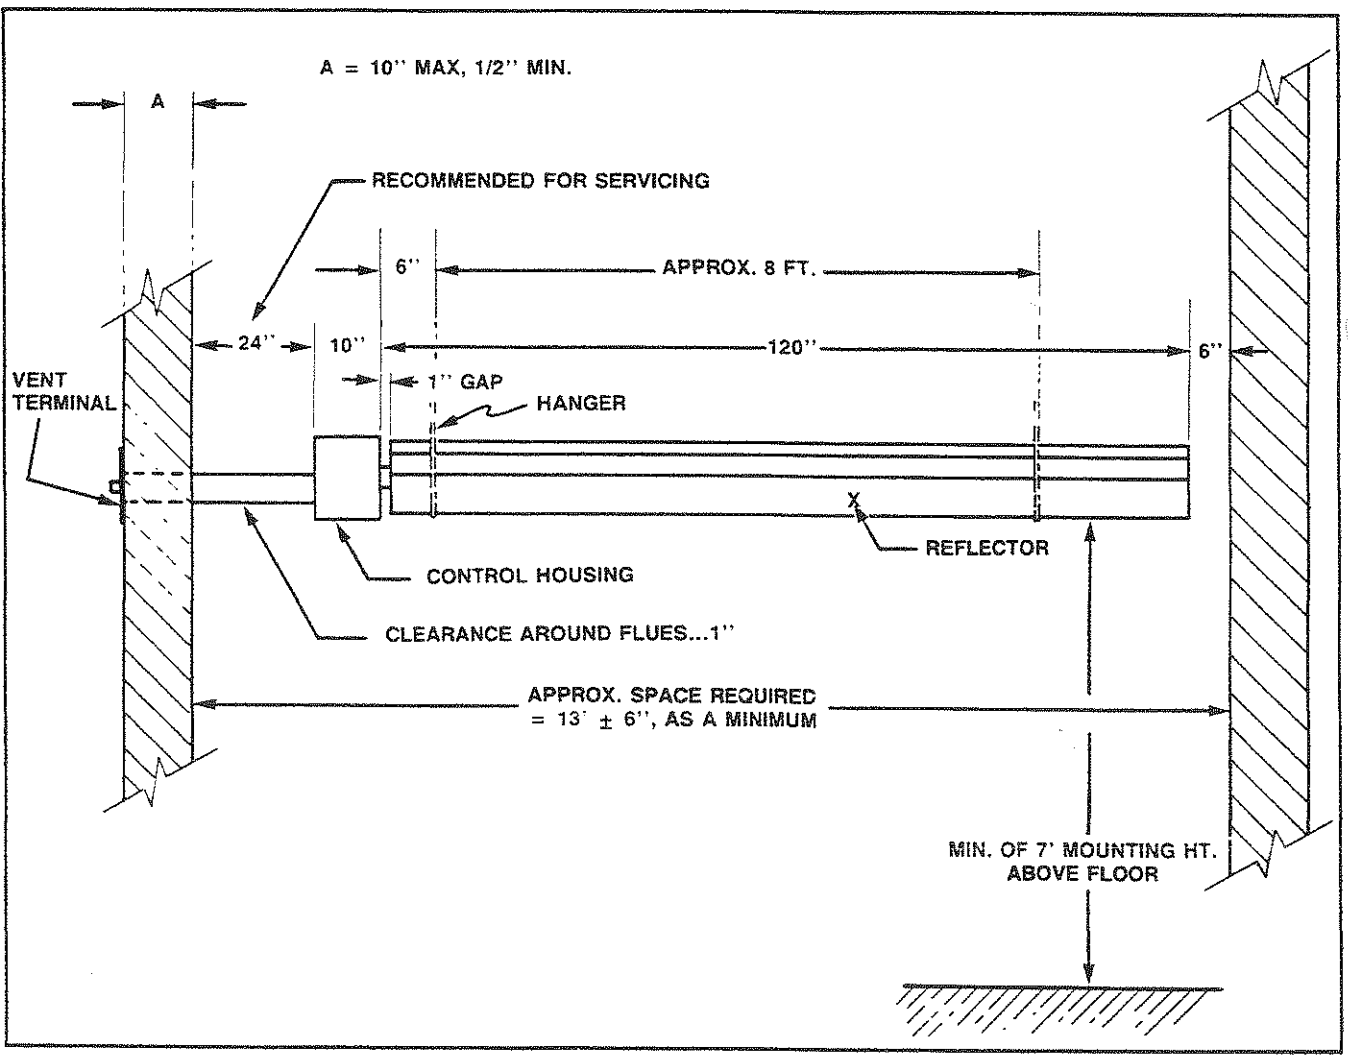 A = 10'' MAX, 1/2'' MIN.
A
RECOMMENDED FOR SERVICING
6''
APPROX. 8 FT.
24''
10''
120''
6''
1'' GAP
HANGER
VENT
TERMINAL
X
REFLECTOR
CONTROL HOUSING
CLEARANCE AROUND FLUES...1''
APPROX. SPACE REQUIRED
= 13' ± 6'', AS A MINIMUM
MIN. OF 7' MOUNTING HT.
ABOVE FLOOR